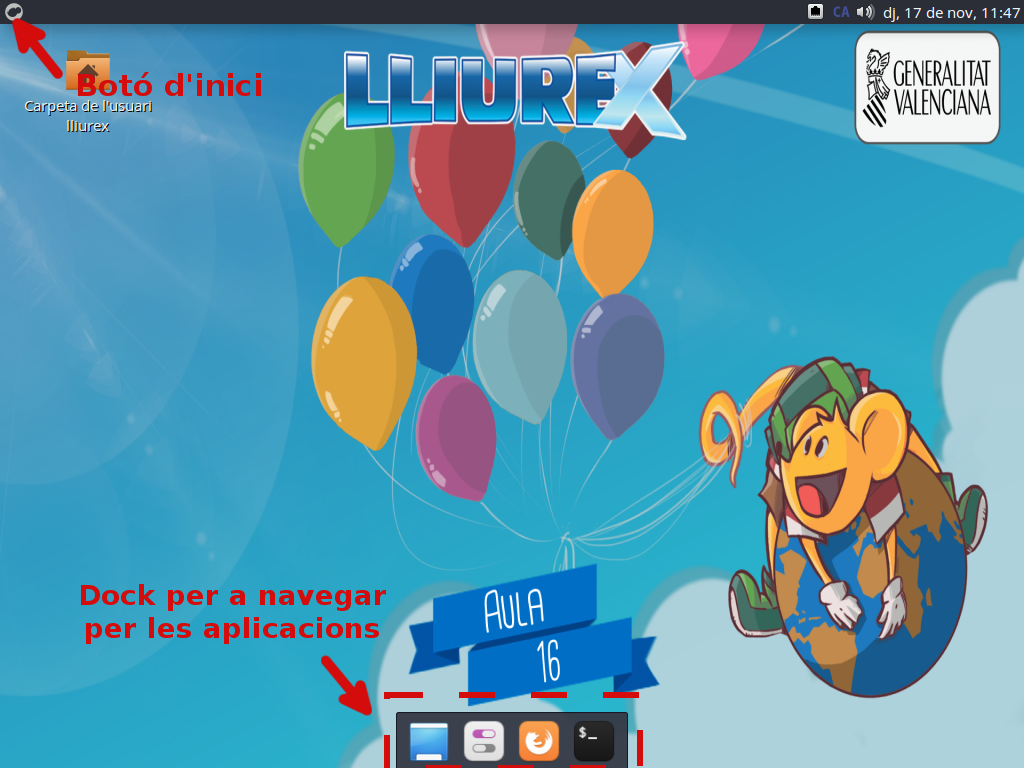 CA dj, 17 de nov, 11:47
Botó d'inici
Carpeta de l'usuari
lliurex
LLIUREX
GENERALITAT
VALENCIANA
Dock per a navegar
per les aplicacions
AULA
16
$_